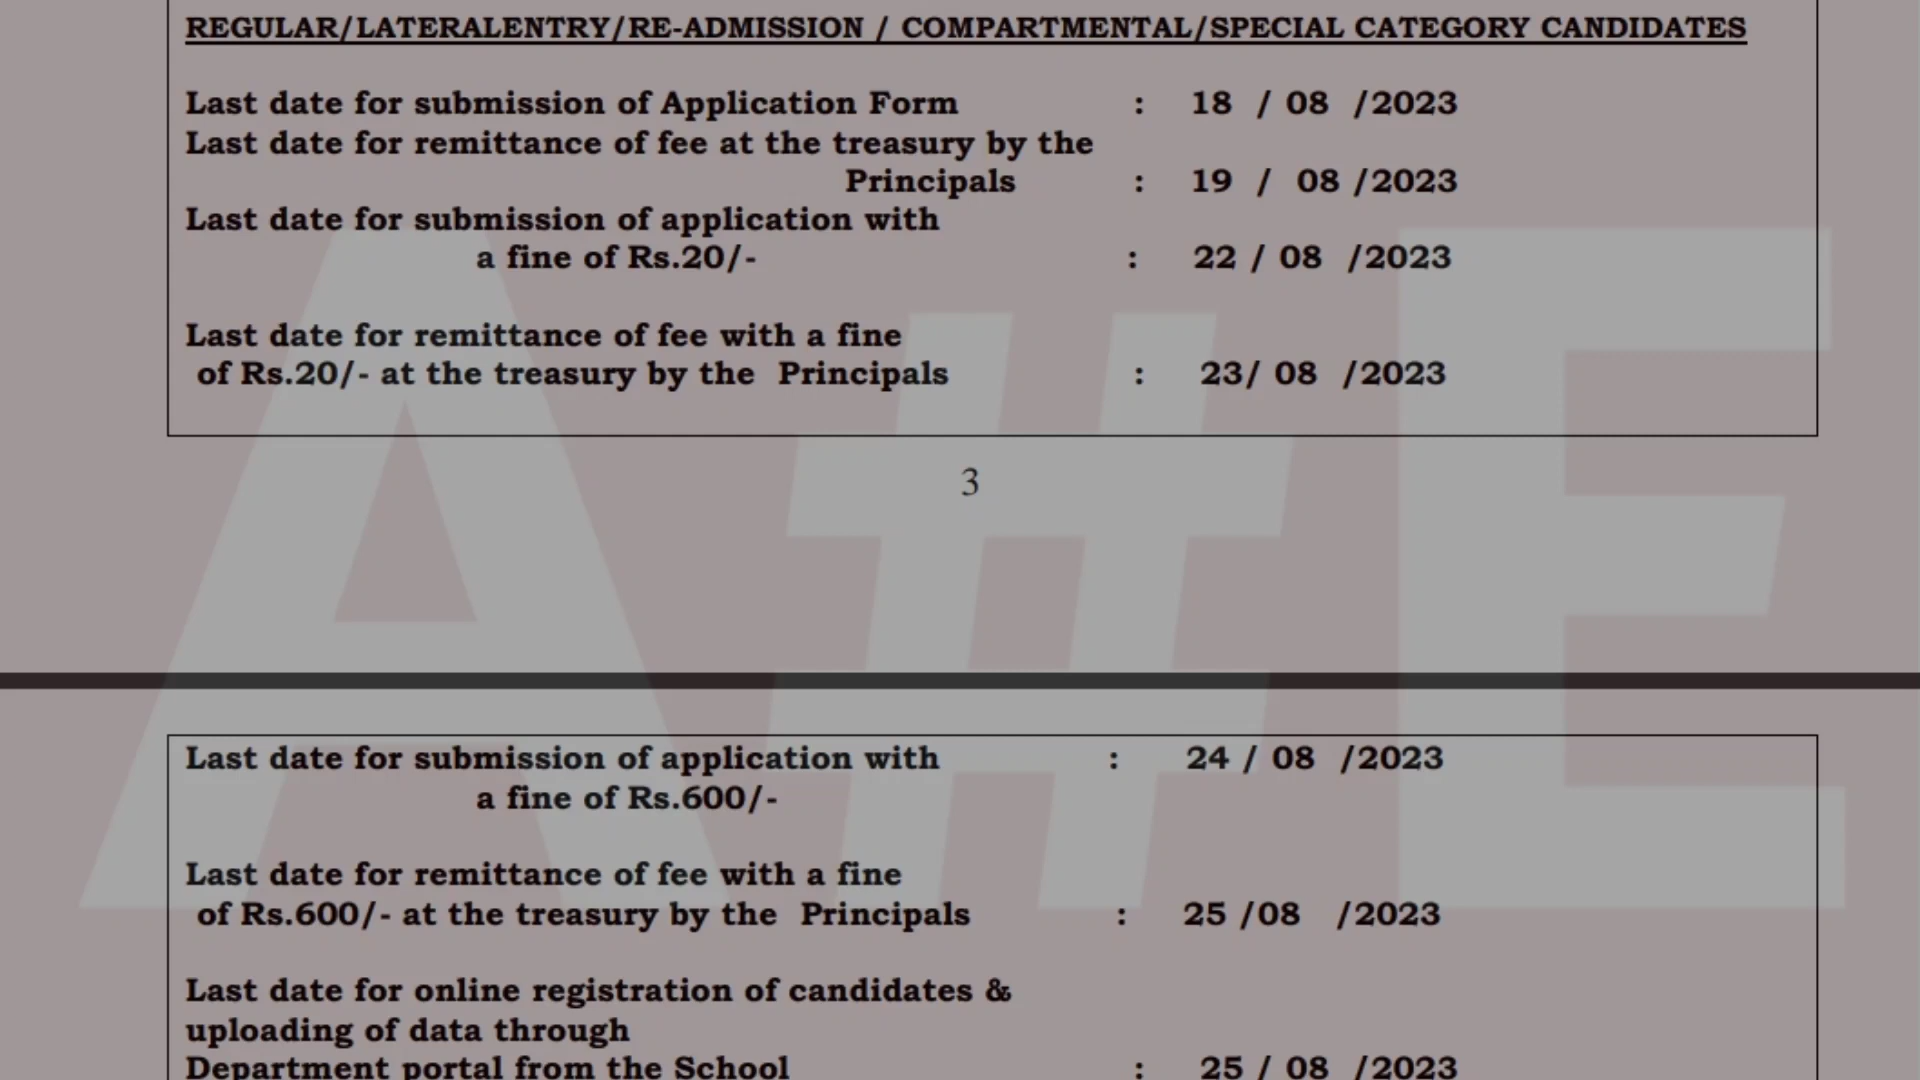 REGULAR/LATERALENTRY/RE-ADMISSION / COMPARTMENTAL/SPECIAL CATEGORY CANDIDATES
Last date for submission of Application Form : 18 / 08 /2023
Last date for remittance of fee at the treasury by the
Principals : 19 / 08 /2023
Last date for submission of application with
a fine of Rs.20/- : 22 / 08 /2023
Last date for remittance of fee with a fine
of Rs.20/- at the treasury by the Principals : 23/ 08 /2023
3
A#E
Last date for submission of application with : 24 / 08 /2023
a fine of Rs.600/-
Last date for remittance of fee with a fine
of Rs.600/- at the treasury by the Principals : 25 /08 /2023
Last date for online registration of candidates &
uploading of data through
Department portal from the School : 25 / 08 /2023